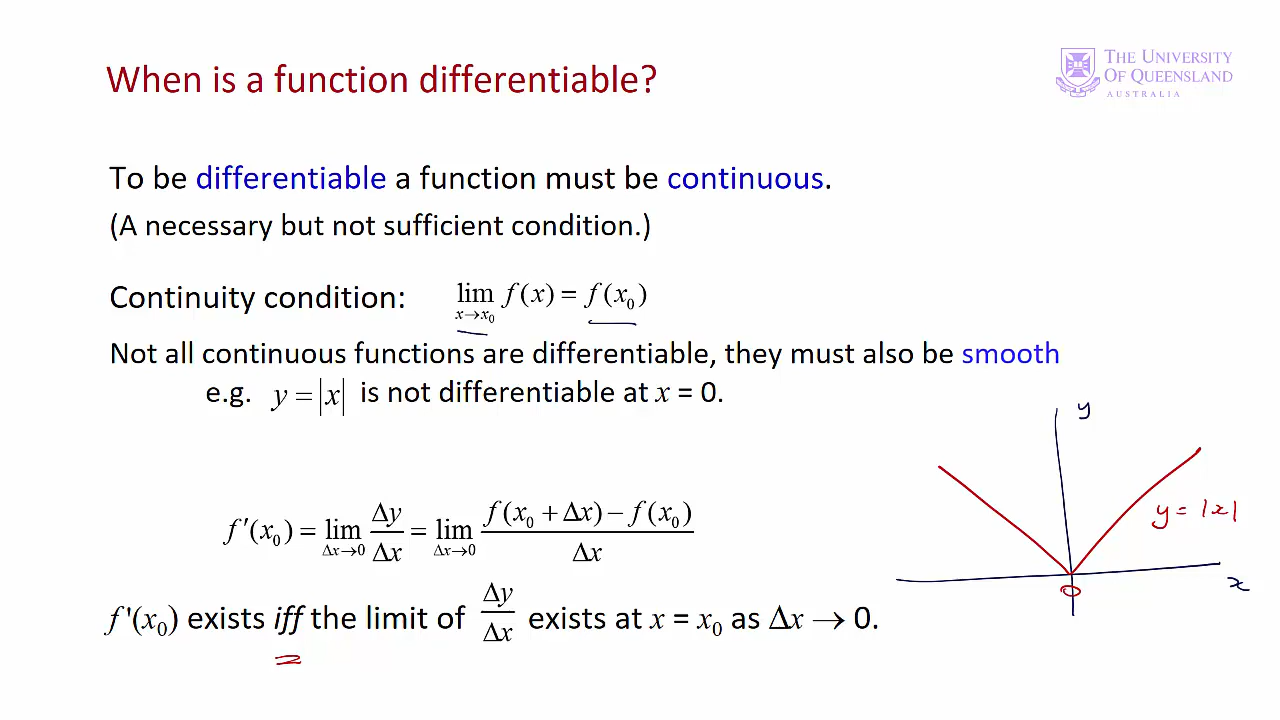 When is a function differentiable?
THE UNIVERSITY
OF QUEENSLAND
AUSTRALIA
To be differentiable a function must be continuous.
(A necessary but not sufficient condition.)
Continuity condition: lim x→x₀ f(x) = f(x₀)
Not all continuous functions are differentiable, they must also be smooth
e.g. y = |x| is not differentiable at x = 0.
y
y = |x|
f′(x₀) = lim Δx→0 Δy/Δx = lim Δx→0 (f(x₀ + Δx) − f(x₀))/Δx
x
0
f'(x₀) exists iff the limit of Δy/Δx exists at x = x₀ as Δx → 0.